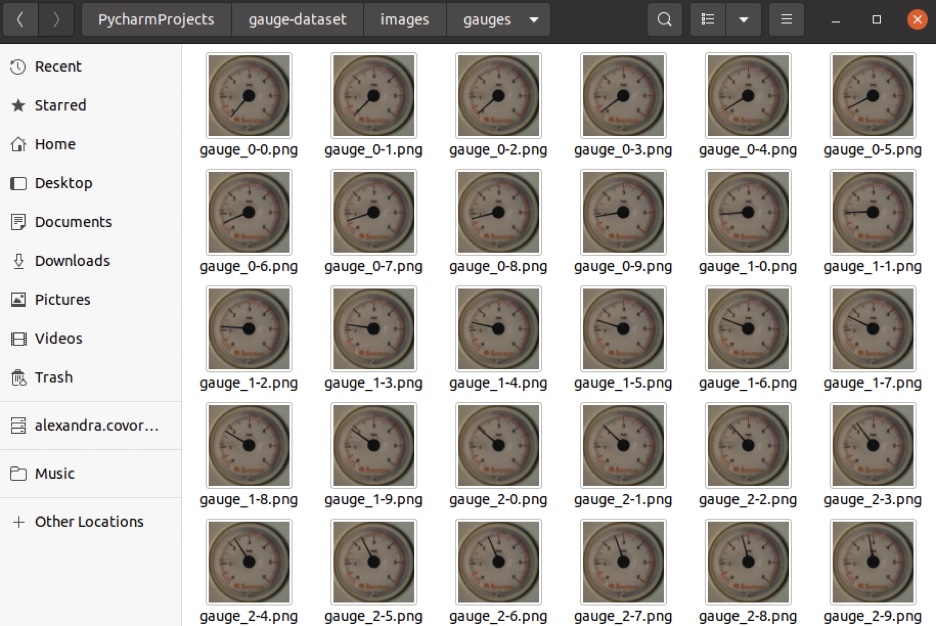 PycharmProjects gauge-dataset images gauges
Recent
Starred
Home
Desktop
Documents
Downloads
Pictures
Videos
Trash
alexandra.covor...
Music
Other Locations
gauge_0-0.png gauge_0-1.png gauge_0-2.png gauge_0-3.png gauge_0-4.png gauge_0-5.png
gauge_0-6.png gauge_0-7.png gauge_0-8.png gauge_0-9.png gauge_1-0.png gauge_1-1.png
gauge_1-2.png gauge_1-3.png gauge_1-4.png gauge_1-5.png gauge_1-6.png gauge_1-7.png
gauge_1-8.png gauge_1-9.png gauge_2-0.png gauge_2-1.png gauge_2-2.png gauge_2-3.png
gauge_2-4.png gauge_2-5.png gauge_2-6.png gauge_2-7.png gauge_2-8.png gauge_2-9.png